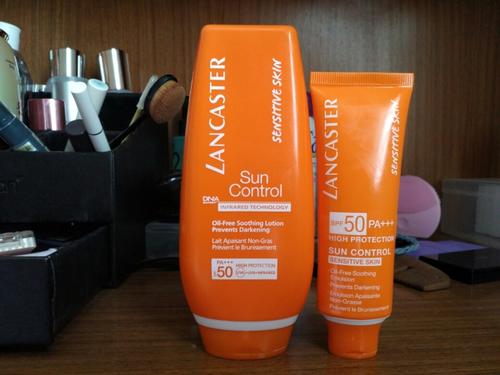 LANCASTER
SENSITIVE SKIN
Sun
Control
DNA
INFRARED TECHNOLOGY
Oil-Free Soothing Lotion
Prevents Darkening
Lait Apaisant Non-Gras
Prévient le Brunissement
PA+++
50
HIGH PROTECTION
LANCASTER
SENSITIVE SKIN
SPF 50 PA+++
HIGH PROTECTION
SUN CONTROL
SENSITIVE SKIN
Oil-Free Soothing
Emulsion
Prevents Darkening
Emulsion Apaisante
Non-Grasse
Prévient le Brunissement